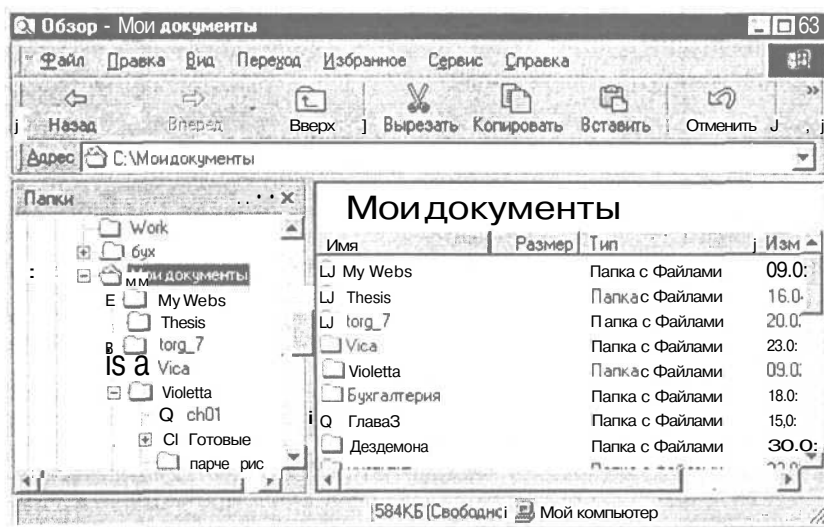 Обзор - Мои документы
Файл Правка Вид Переход Избранное Сервис Справка
Назад Вперед Вверх Вырезать Копировать Вставить Отменить
Адрес C:\Моидокументы
Папки
Work
бух
Мои документы
My Webs
Thesis
torg_7
Vica
Violetta
ch01
Готовые
парче рис
Мои документы
Имя Размер Тип Изм
My Webs Папка с Файлами 09.0:
Thesis Папка с Файлами 16.0
torg_7 Папка с Файлами 20.0
Vica Папка с Файлами 23.0:
Violetta Папка с Файлами 09.0:
Бухгалтерия Папка с Файлами 18.0:
Глава3 Папка с Файлами 15,0:
Дездемона Папка с Файлами 30.0:
584КБ (Свободнс Мой компьютер